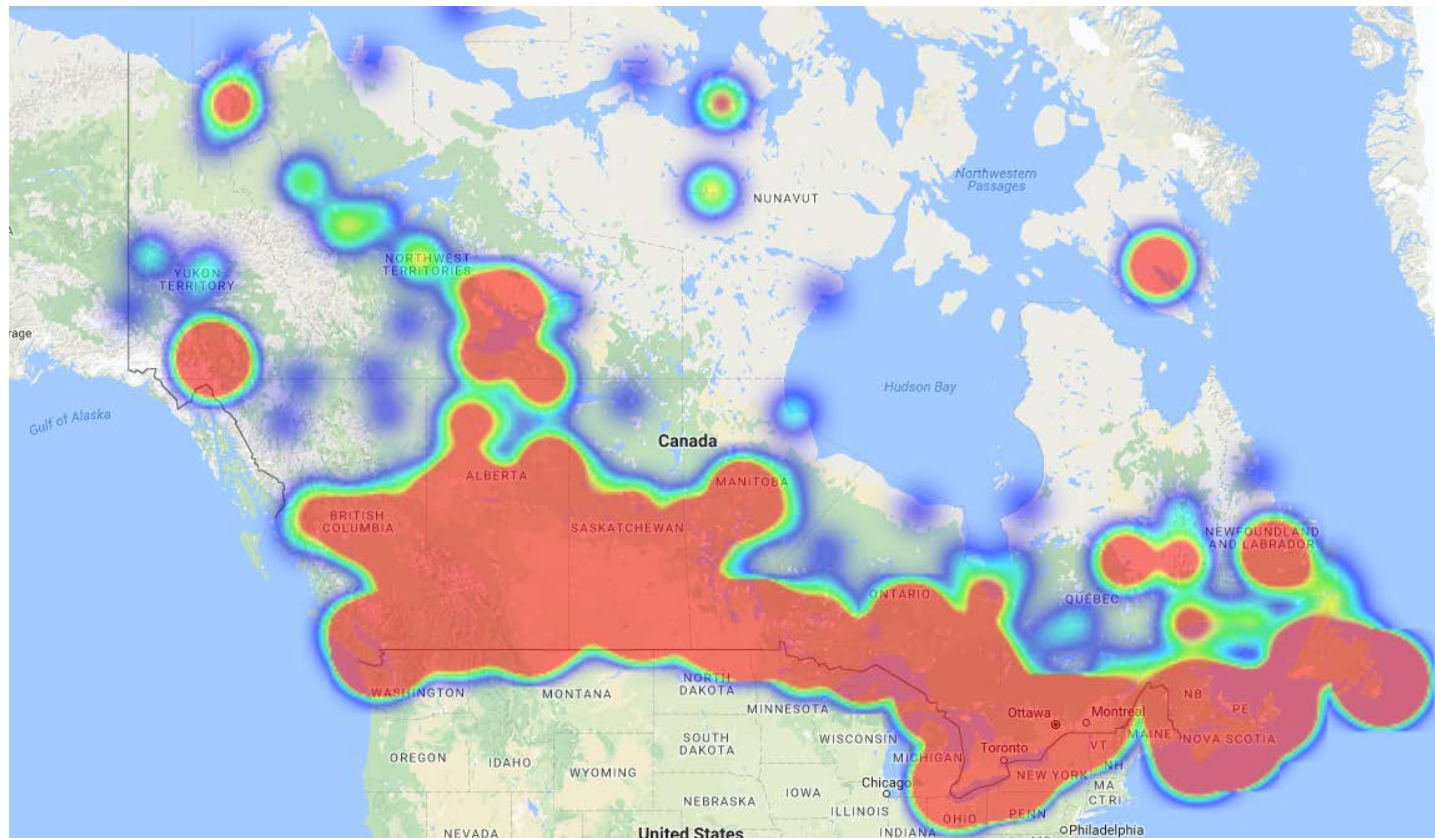 Northwestern
Passages
NUNAVUT
NORTHWEST
TERRITORIES
YUKON
TERRITORY
rage
Hudson Bay
Gulf of Alaska
Canada
ALBERTA
MANITOBA
BRITISH
COLUMBIA
SASKATCHEWAN
NEWFOUNDLAND
AND LABRADOR
ONTARIO
QUÉBEC
WASHINGTON
MONTANA
NORTH
DAKOTA
MINNESOTA
NB
PE
Ottawa
Montreal
MAINE
NOVA SCOTIA
SOUTH
DAKOTA
WISCONSIN
VT
OREGON
IDAHO
MICHIGAN
Toronto
NH
WYOMING
NEW YORK
Chicago
IOWA
MA
CT RI
NEBRASKA
ILLINOIS
OHIO
PENN
NEVADA
United States
INDIANA
Philadelphia